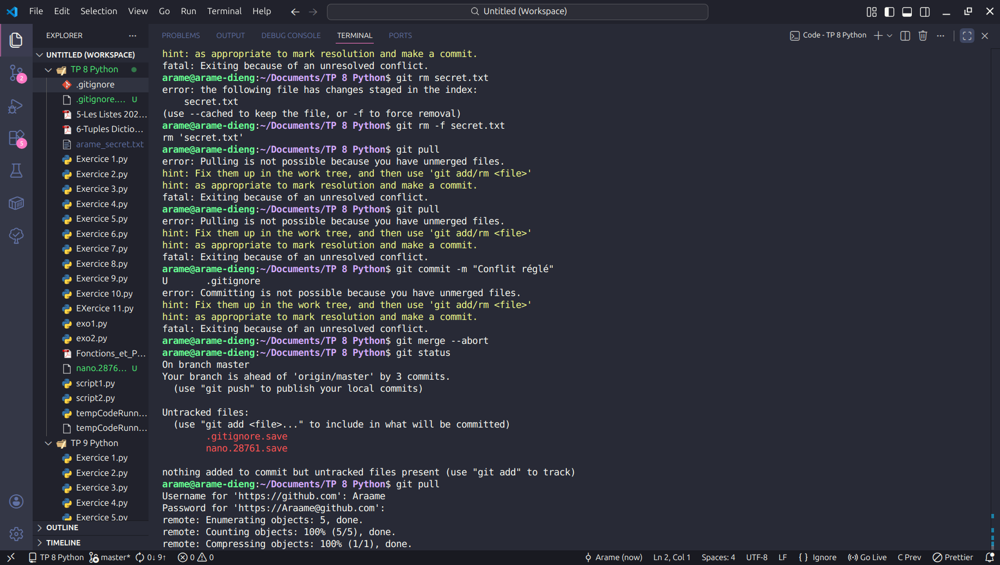 File Edit Selection View Go Run Terminal Help
Untitled (Workspace)
EXPLORER
UNTITLED (WORKSPACE)
TP 8 Python
.gitignore
.gitignore.... U
5-Les Listes 202...
6-Tuples Dictio...
arame_secret.txt
Exercice 1.py
Exercice 2.py
Exercice 3.py
Exercice 4.py
Exercice 5.py
Exercice 6.py
Exercice 7.py
Exercice 8.py
Exercice 9.py
Exercice 10.py
EXercice 11.py
exo1.py
exo2.py
Fonctions_et_P...
nano.2876... U
script1.py
script2.py
tempCodeRunn...
tempCodeRunn...
TP 9 Python
Exercice 1.py
Exercice 2.py
Exercice 3.py
Exercice 4.py
Exercice 5.py
OUTLINE
TIMELINE
2
5
PROBLEMS OUTPUT DEBUG CONSOLE TERMINAL PORTS
Code - TP 8 Python
hint: as appropriate to mark resolution and make a commit.
fatal: Exiting because of an unresolved conflict.
arame@arame-dieng:~/Documents/TP 8 Python$ git rm secret.txt
error: the following file has changes staged in the index:
    secret.txt
(use --cached to keep the file, or -f to force removal)
arame@arame-dieng:~/Documents/TP 8 Python$ git rm -f secret.txt
rm 'secret.txt'
arame@arame-dieng:~/Documents/TP 8 Python$ git pull
error: Pulling is not possible because you have unmerged files.
hint: Fix them up in the work tree, and then use 'git add/rm <file>'
hint: as appropriate to mark resolution and make a commit.
fatal: Exiting because of an unresolved conflict.
arame@arame-dieng:~/Documents/TP 8 Python$ git pull
error: Pulling is not possible because you have unmerged files.
hint: Fix them up in the work tree, and then use 'git add/rm <file>'
hint: as appropriate to mark resolution and make a commit.
fatal: Exiting because of an unresolved conflict.
arame@arame-dieng:~/Documents/TP 8 Python$ git commit -m "Conflit réglé"
U       .gitignore
error: Committing is not possible because you have unmerged files.
hint: Fix them up in the work tree, and then use 'git add/rm <file>'
hint: as appropriate to mark resolution and make a commit.
fatal: Exiting because of an unresolved conflict.
arame@arame-dieng:~/Documents/TP 8 Python$ git merge --abort
arame@arame-dieng:~/Documents/TP 8 Python$ git status
On branch master
Your branch is ahead of 'origin/master' by 3 commits.
  (use "git push" to publish your local commits)
Untracked files:
  (use "git add <file>..." to include in what will be committed)
        .gitignore.save
        nano.28761.save
nothing added to commit but untracked files present (use "git add" to track)
arame@arame-dieng:~/Documents/TP 8 Python$ git pull
Username for 'https://github.com': Araame
Password for 'https://Araame@github.com':
remote: Enumerating objects: 5, done.
remote: Counting objects: 100% (5/5), done.
remote: Compressing objects: 100% (1/1), done.
TP 8 Python master* 0↓ 9↑ 0 0 Arame (now) Ln 2, Col 1 Spaces: 4 UTF-8 LF { } Ignore Go Live C Prev Prettier